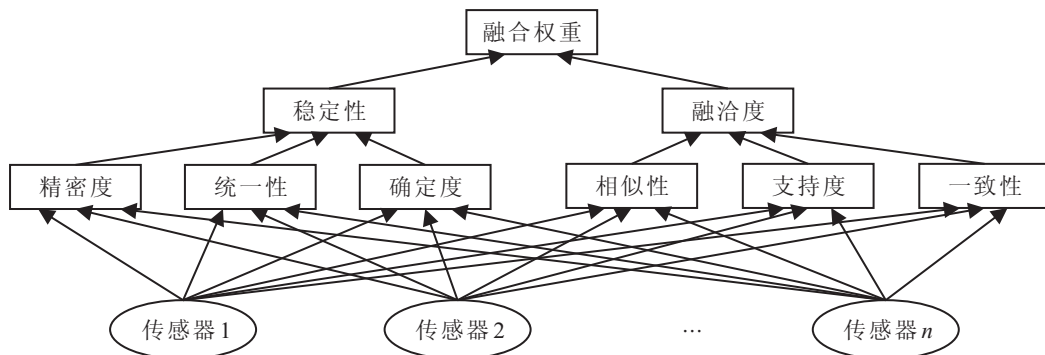 融合权重
稳定性 融洽度
精密度 统一性 确定度 相似性 支持度 一致性
传感器1 传感器2 … 传感器n